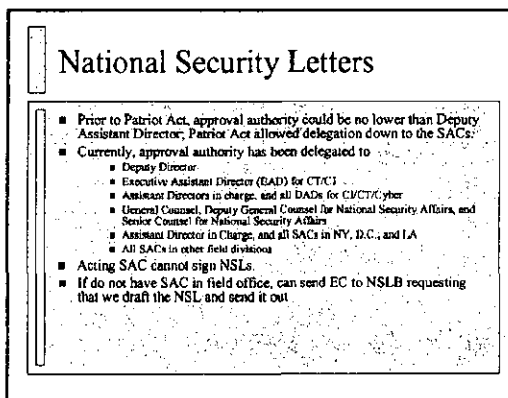 National Security Letters
■ Prior to Patriot Act, approval authority could be no lower than Deputy
Assistant Director; Patriot Act allowed delegation down to the SACs.
■ Currently, approval authority has been delegated to
■ Deputy Director
■ Executive Assistant Director (EAD) for CT/CI
■ Assistant Directors in charge, and all DADs for CI/CT/Cyber
■ General Counsel, Deputy General Counsel for National Security Affairs, and
Senior Counsel for National Security Affairs
■ Assistant Director in Charge, and all SACs in NY, D.C., and LA
■ All SACs in other field divisions
■ Acting SAC cannot sign NSLs.
■ If do not have SAC in field office, can send EC to NSLB requesting
that we draft the NSL and send it out